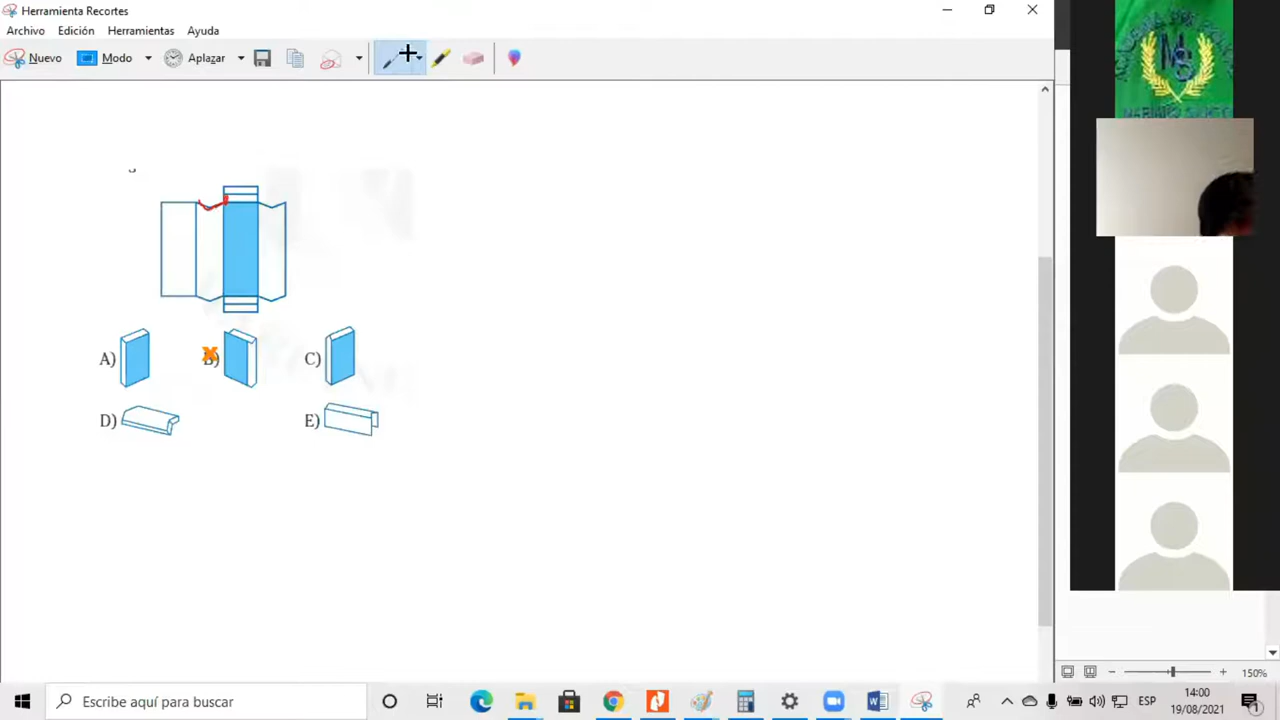 Herramienta Recortes
Archivo Edición Herramientas Ayuda
Nuevo Modo Aplazar
A) B) C)
D) E)
150%
Escribe aquí para buscar
ESP
14:00
19/08/2021
1